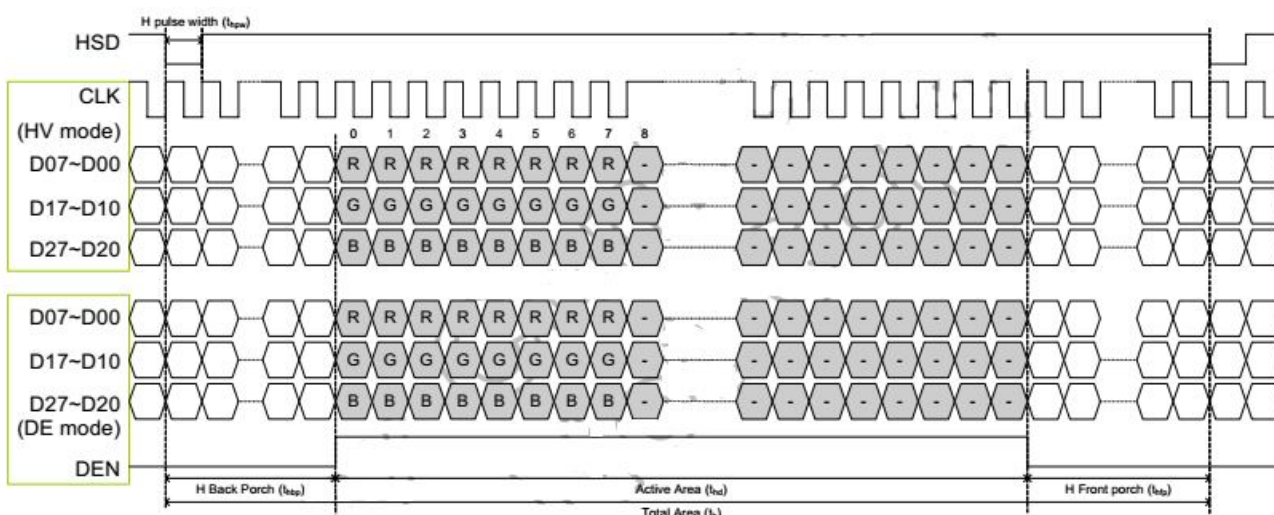 H pulse width (thpw)
HSD
CLK
(HV mode)
0 1 2 3 4 5 6 7 8
D07~D00 R R R R R R R R - - - - - - - - -
D17~D10 G G G G G G G G - - - - - - - - -
D27~D20 B B B B B B B B - - - - - - - - -
D07~D00 R R R R R R R R - - - - - - - - -
D17~D10 G G G G G G G G - - - - - - - - -
D27~D20 B B B B B B B B - - - - - - - - -
(DE mode)
DEN
H Back Porch (thbp) Active Area (thd) H Front porch (thfp)
Total Area (th)